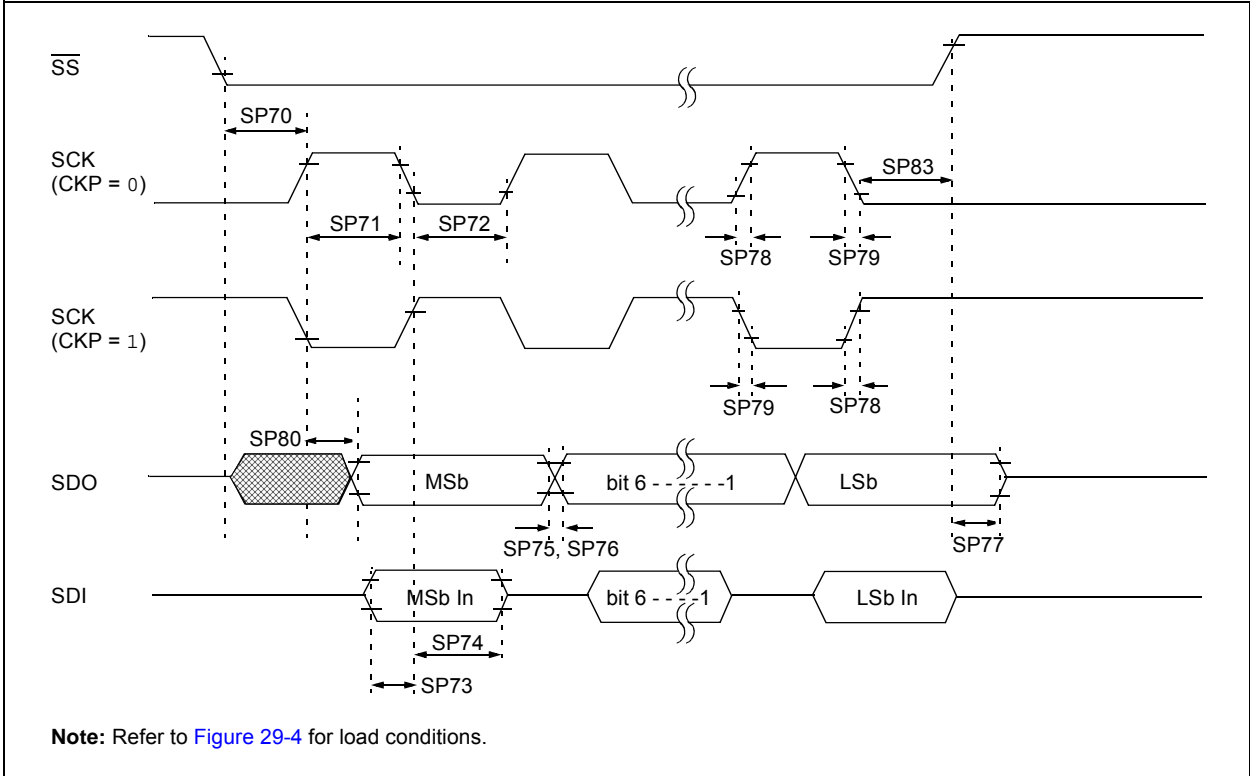 SS
SP70
SCK
(CKP = 0)
SP83
SP71
SP72
SP78
SP79
SCK
(CKP = 1)
SP79
SP78
SP80
SDO
MSb
bit 6 - - - - - -1
LSb
SP75, SP76
SP77
SDI
MSb In
bit 6 - - - -1
LSb In
SP74
SP73
Note: Refer to Figure 29-4 for load conditions.